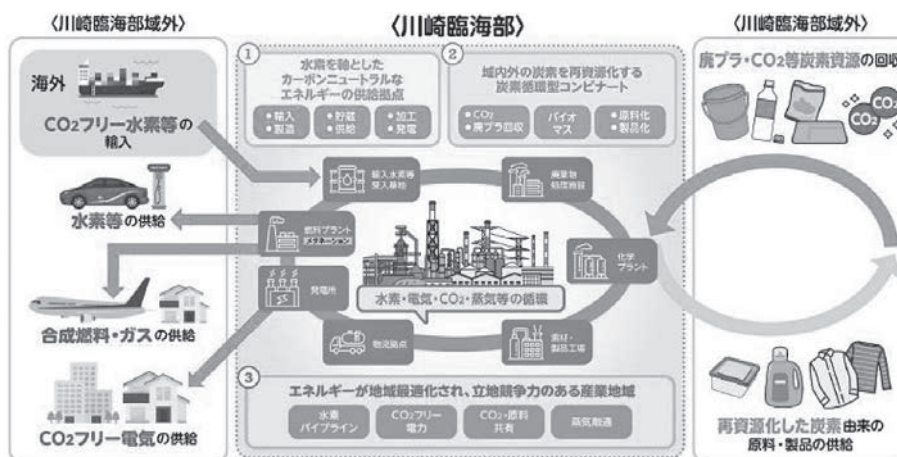 〈川崎臨海部域外〉
海外
CO2フリー水素等の
輸入
水素等の供給
合成燃料・ガスの供給
CO2フリー電気の供給
〈川崎臨海部〉
①
水素を軸とした
カーボンニュートラルな
エネルギーの供給拠点
●輸入
●製造
●貯蔵
●供給
●加工
●発電
②
域内外の炭素を再資源化する
炭素循環型コンビナート
●CO2
●廃プラ回収
バイオ
マス
●原料化
●製品化
輸入水素等
受入基地
廃棄物
処理施設
燃料プラント
メタネーション
化学
プラント
発電所
水素・電気・CO2・蒸気等の循環
物流拠点
素材・
製品工場
③
エネルギーが地域最適化され、立地競争力のある産業地域
水素
パイプライン
CO2フリー
電力
CO2・原料
共有
蒸気融通
〈川崎臨海部域外〉
廃プラ・CO2等炭素資源の回収
CO2
CO2
再資源化した炭素由来の
原料・製品の供給